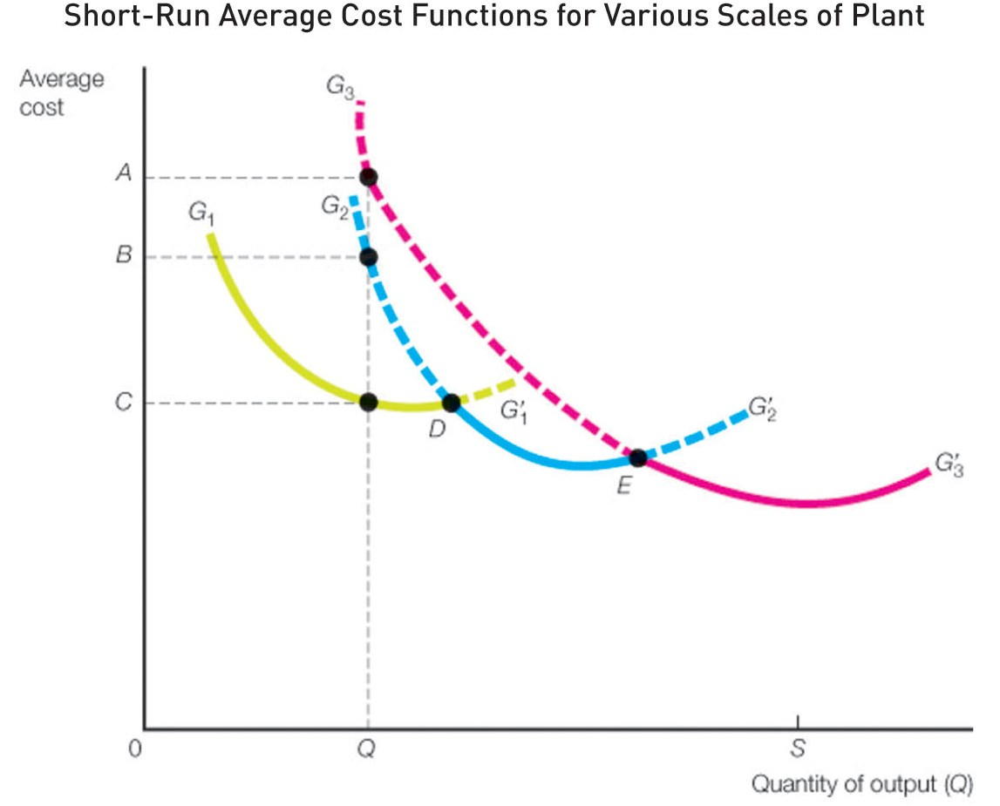 Short-Run Average Cost Functions for Various Scales of Plant
Average
cost
G₃
A
G₂
G₁
B
C
G′₁
D
G′₂
E
G′₃
0
Q
S
Quantity of output (Q)